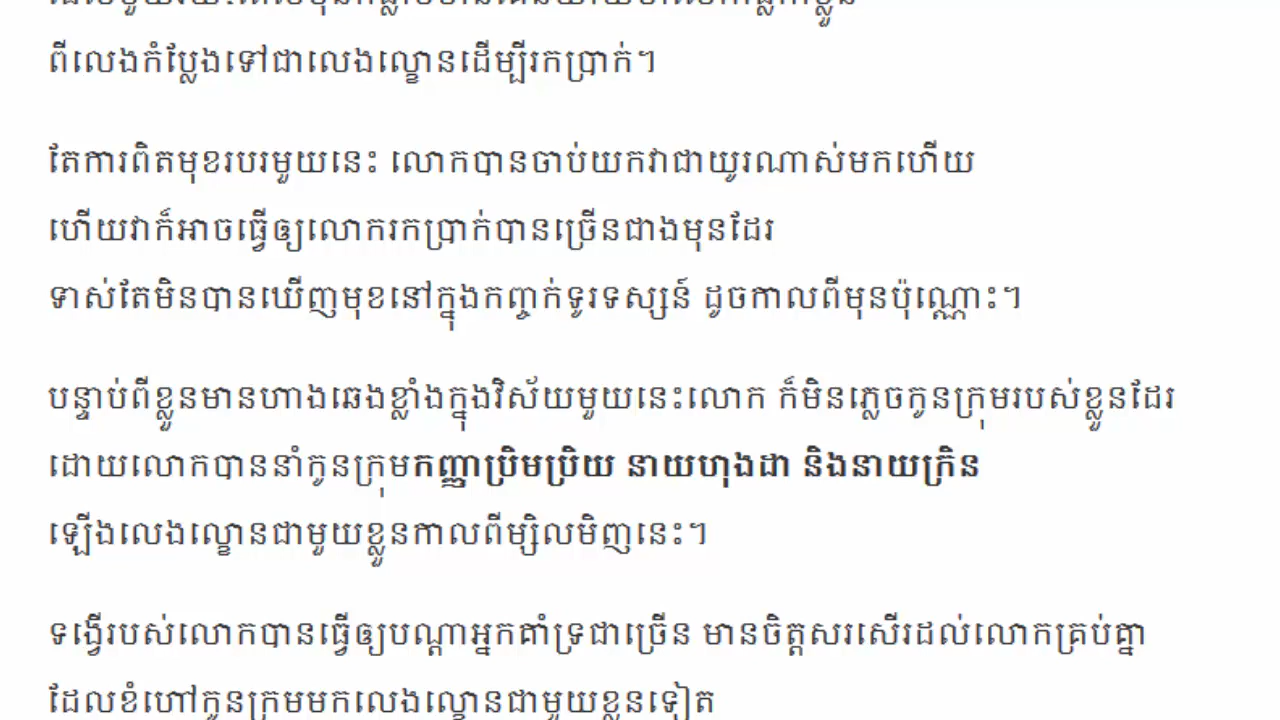 ពីលេងកំប្លែងទៅជាលេងល្ខោនដើម្បីរកប្រាក់។
តែការពិតមុខរបរមួយនេះ លោកបានចាប់យកវាជាយូរណាស់មកហើយ
ហើយវាក៏អាចធ្វើឲ្យលោករកប្រាក់បានច្រើនជាងមុនដែរ
ទាស់តែមិនបានឃើញមុខនៅក្នុងកញ្ចក់ទូរទស្សន៍ ដូចកាលពីមុនប៉ុណ្ណោះ។
បន្ទាប់ពីខ្លួនមានហាងឆេងខ្លាំងក្នុងវិស័យមួយនេះលោក ក៏មិនភ្លេចកូនក្រុមរបស់ខ្លួនដែរ
ដោយលោកបាននាំកូនក្រុមកញ្ញាប្រិមប្រិយ នាយហុងដា និងនាយក្រិន
ឡើងលេងល្ខោនជាមួយខ្លួនកាលពីម្សិលមិញនេះ។
ទង្វើរបស់លោកបានធ្វើឲ្យបណ្តាអ្នកគាំទ្រជាច្រើន មានចិត្តសរសើរដល់លោកគ្រប់គ្នា
ដែលខំហៅកូនក្រុមមកលេងល្ខោនជាមួយខ្លួនទៀត